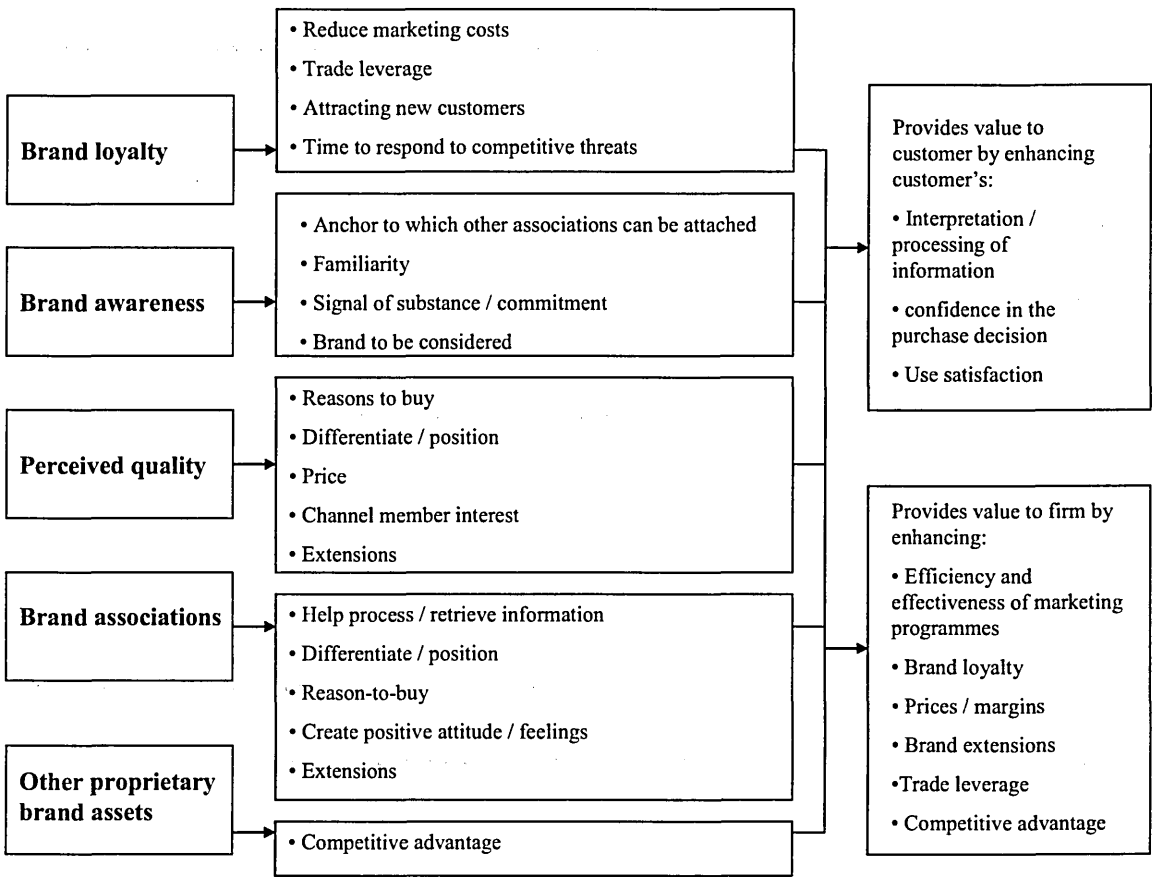 Brand loyalty
• Reduce marketing costs
• Trade leverage
• Attracting new customers
• Time to respond to competitive threats
Brand awareness
• Anchor to which other associations can be attached
• Familiarity
• Signal of substance / commitment
• Brand to be considered
Perceived quality
• Reasons to buy
• Differentiate / position
• Price
• Channel member interest
• Extensions
Brand associations
• Help process / retrieve information
• Differentiate / position
• Reason-to-buy
• Create positive attitude / feelings
• Extensions
Other proprietary
brand assets
• Competitive advantage
Provides value to
customer by enhancing
customer's:
• Interpretation /
processing of
information
• confidence in the
purchase decision
• Use satisfaction
Provides value to firm by
enhancing:
• Efficiency and
effectiveness of marketing
programmes
• Brand loyalty
• Prices / margins
• Brand extensions
•Trade leverage
• Competitive advantage